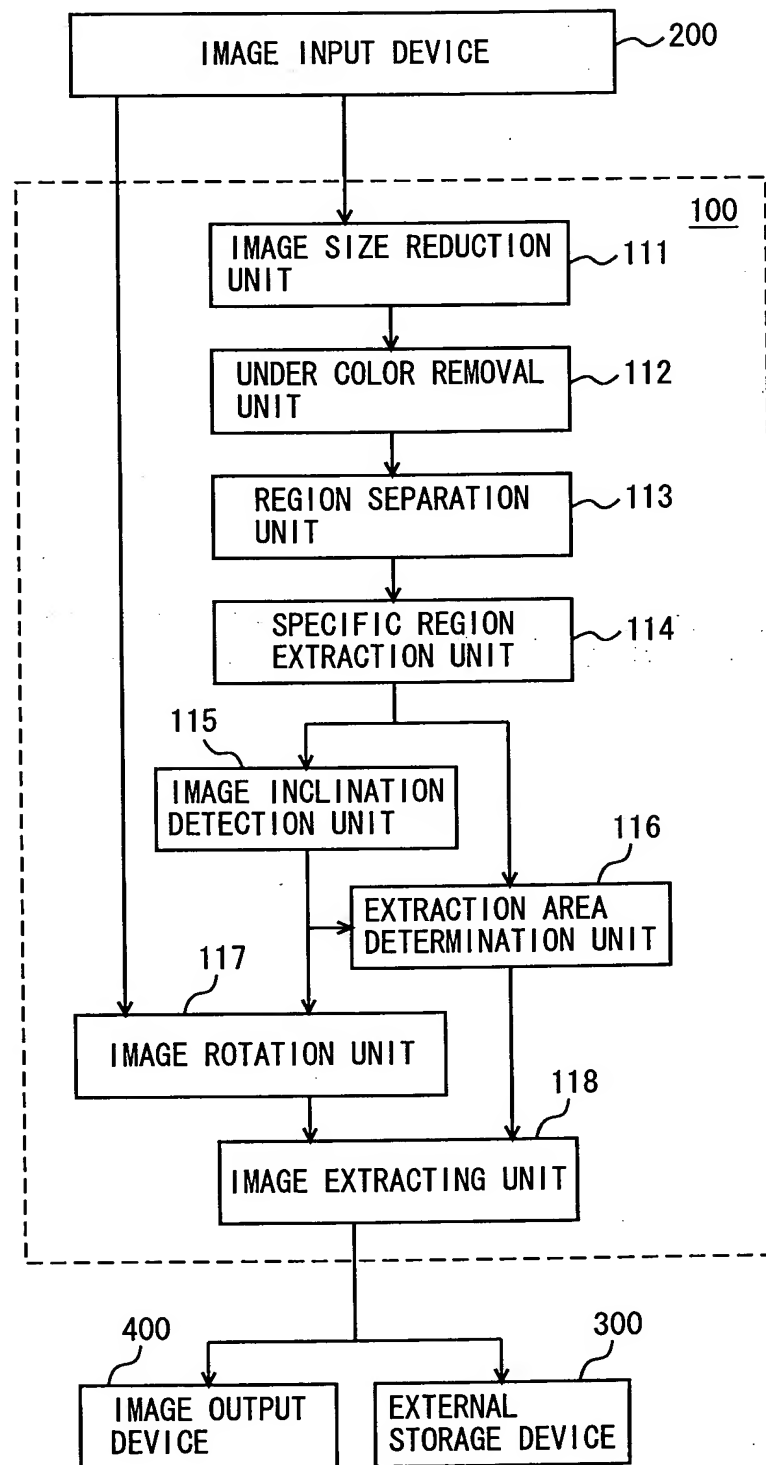 IMAGE INPUT DEVICE
200
100
IMAGE SIZE REDUCTION
UNIT
111
UNDER COLOR REMOVAL
UNIT
112
REGION SEPARATION
UNIT
113
SPECIFIC REGION
EXTRACTION UNIT
114
115
IMAGE INCLINATION
DETECTION UNIT
116
EXTRACTION AREA
DETERMINATION UNIT
117
IMAGE ROTATION UNIT
118
IMAGE EXTRACTING UNIT
400
IMAGE OUTPUT
DEVICE
300
EXTERNAL
STORAGE DEVICE